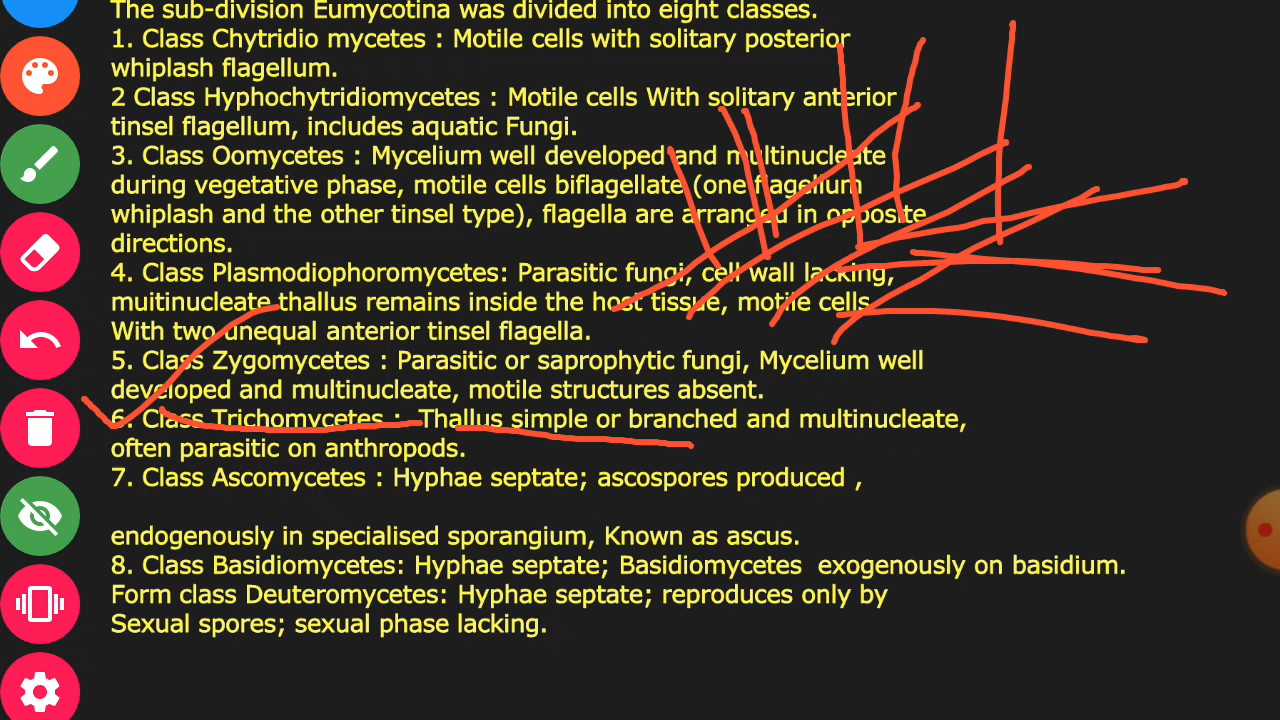 The sub-division Eumycotina was divided into eight classes.
1. Class Chytridio mycetes : Motile cells with solitary posterior
whiplash flagellum.
2 Class Hyphochytridiomycetes : Motile cells With solitary anterior
tinsel flagellum, includes aquatic Fungi.
3. Class Oomycetes : Mycelium well developed and multinucleate
during vegetative phase, motile cells biflagellate (one flagellum
whiplash and the other tinsel type), flagella are arranged in opposite
directions.
4. Class Plasmodiophoromycetes: Parasitic fungi, cell wall lacking,
muitinucleate thallus remains inside the host tissue, motile cells
With two unequal anterior tinsel flagella.
5. Class Zygomycetes : Parasitic or saprophytic fungi, Mycelium well
developed and multinucleate, motile structures absent.
6. Class Trichomycetes : Thallus simple or branched and multinucleate,
often parasitic on anthropods.
7. Class Ascomycetes : Hyphae septate; ascospores produced ,
endogenously in specialised sporangium, Known as ascus.
8. Class Basidiomycetes: Hyphae septate; Basidiomycetes exogenously on basidium.
Form class Deuteromycetes: Hyphae septate; reproduces only by
Sexual spores; sexual phase lacking.